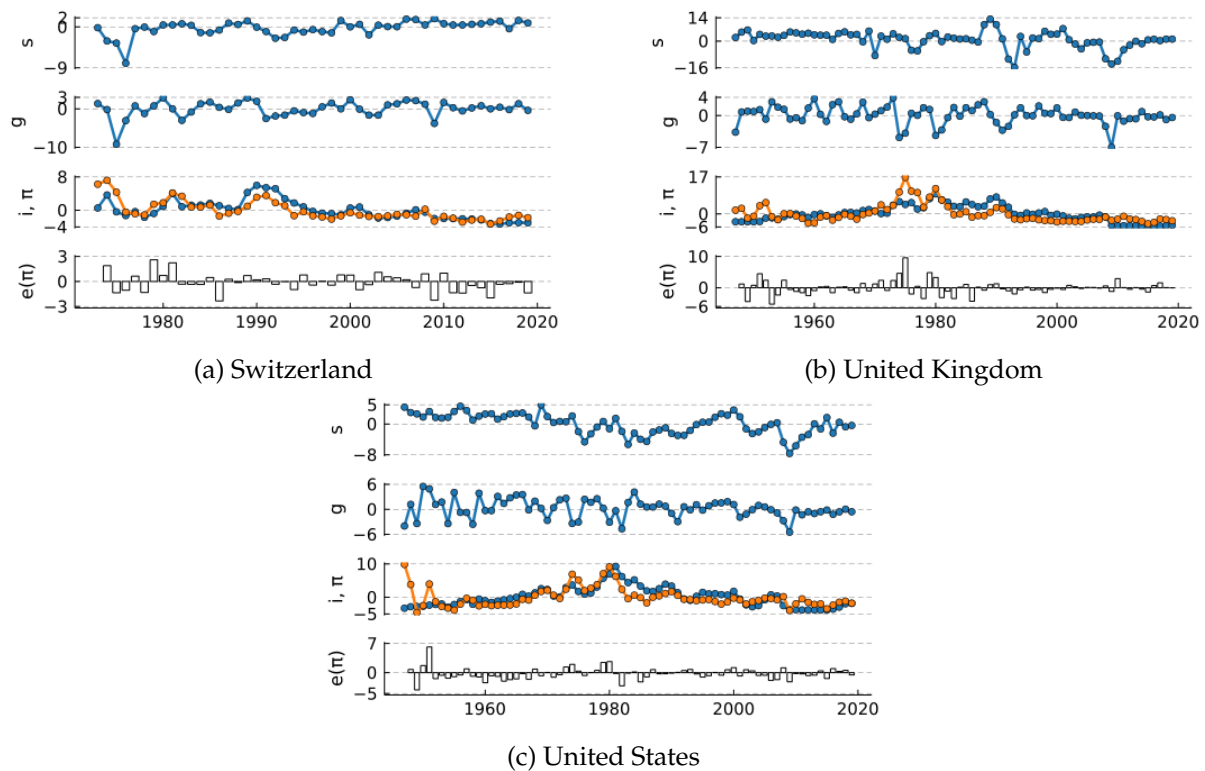 2
0
s
−9
3
0
g
−10
8
0
i, π
−4
3
0
e(π)
−3
1980 1990 2000 2010 2020
(a) Switzerland
14
0
s
−16
4
0
g
−7
17
0
i, π
−6
10
0
e(π)
−6
1960 1980 2000 2020
(b) United Kingdom
5
0
s
−8
6
0
g
−6
10
0
i, π
−5
7
0
e(π)
−5
1960 1980 2000 2020
(c) United States